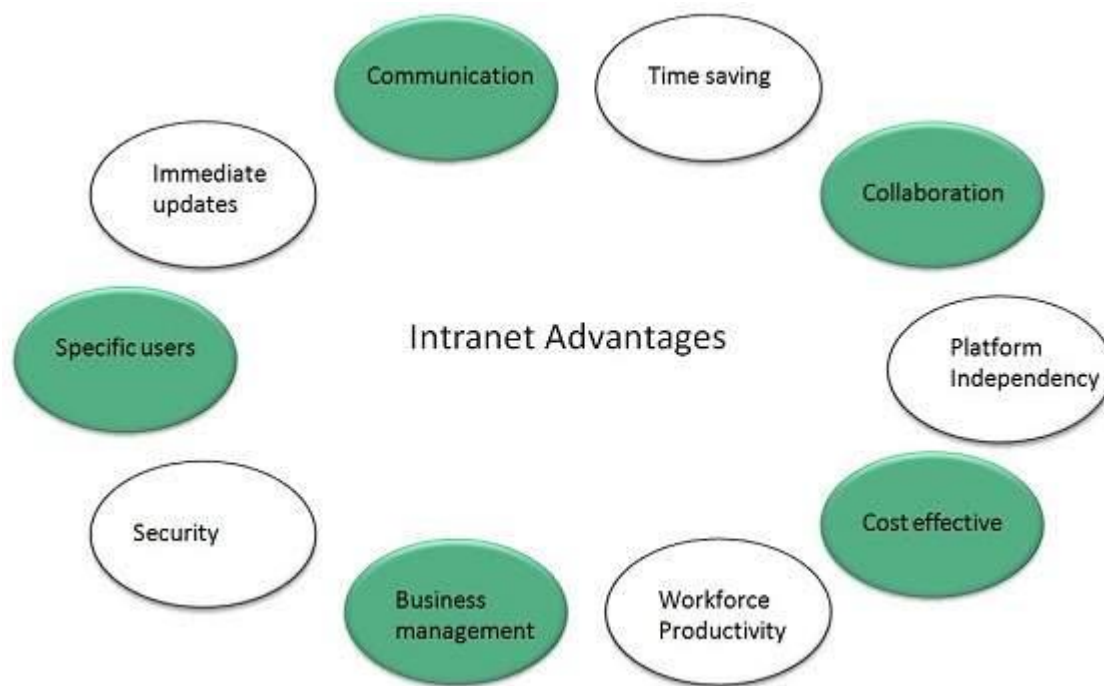 Communication
Time saving
Immediate
updates
Collaboration
Specific users
Intranet Advantages
Platform
Independency
Security
Cost effective
Business
management
Workforce
Productivity